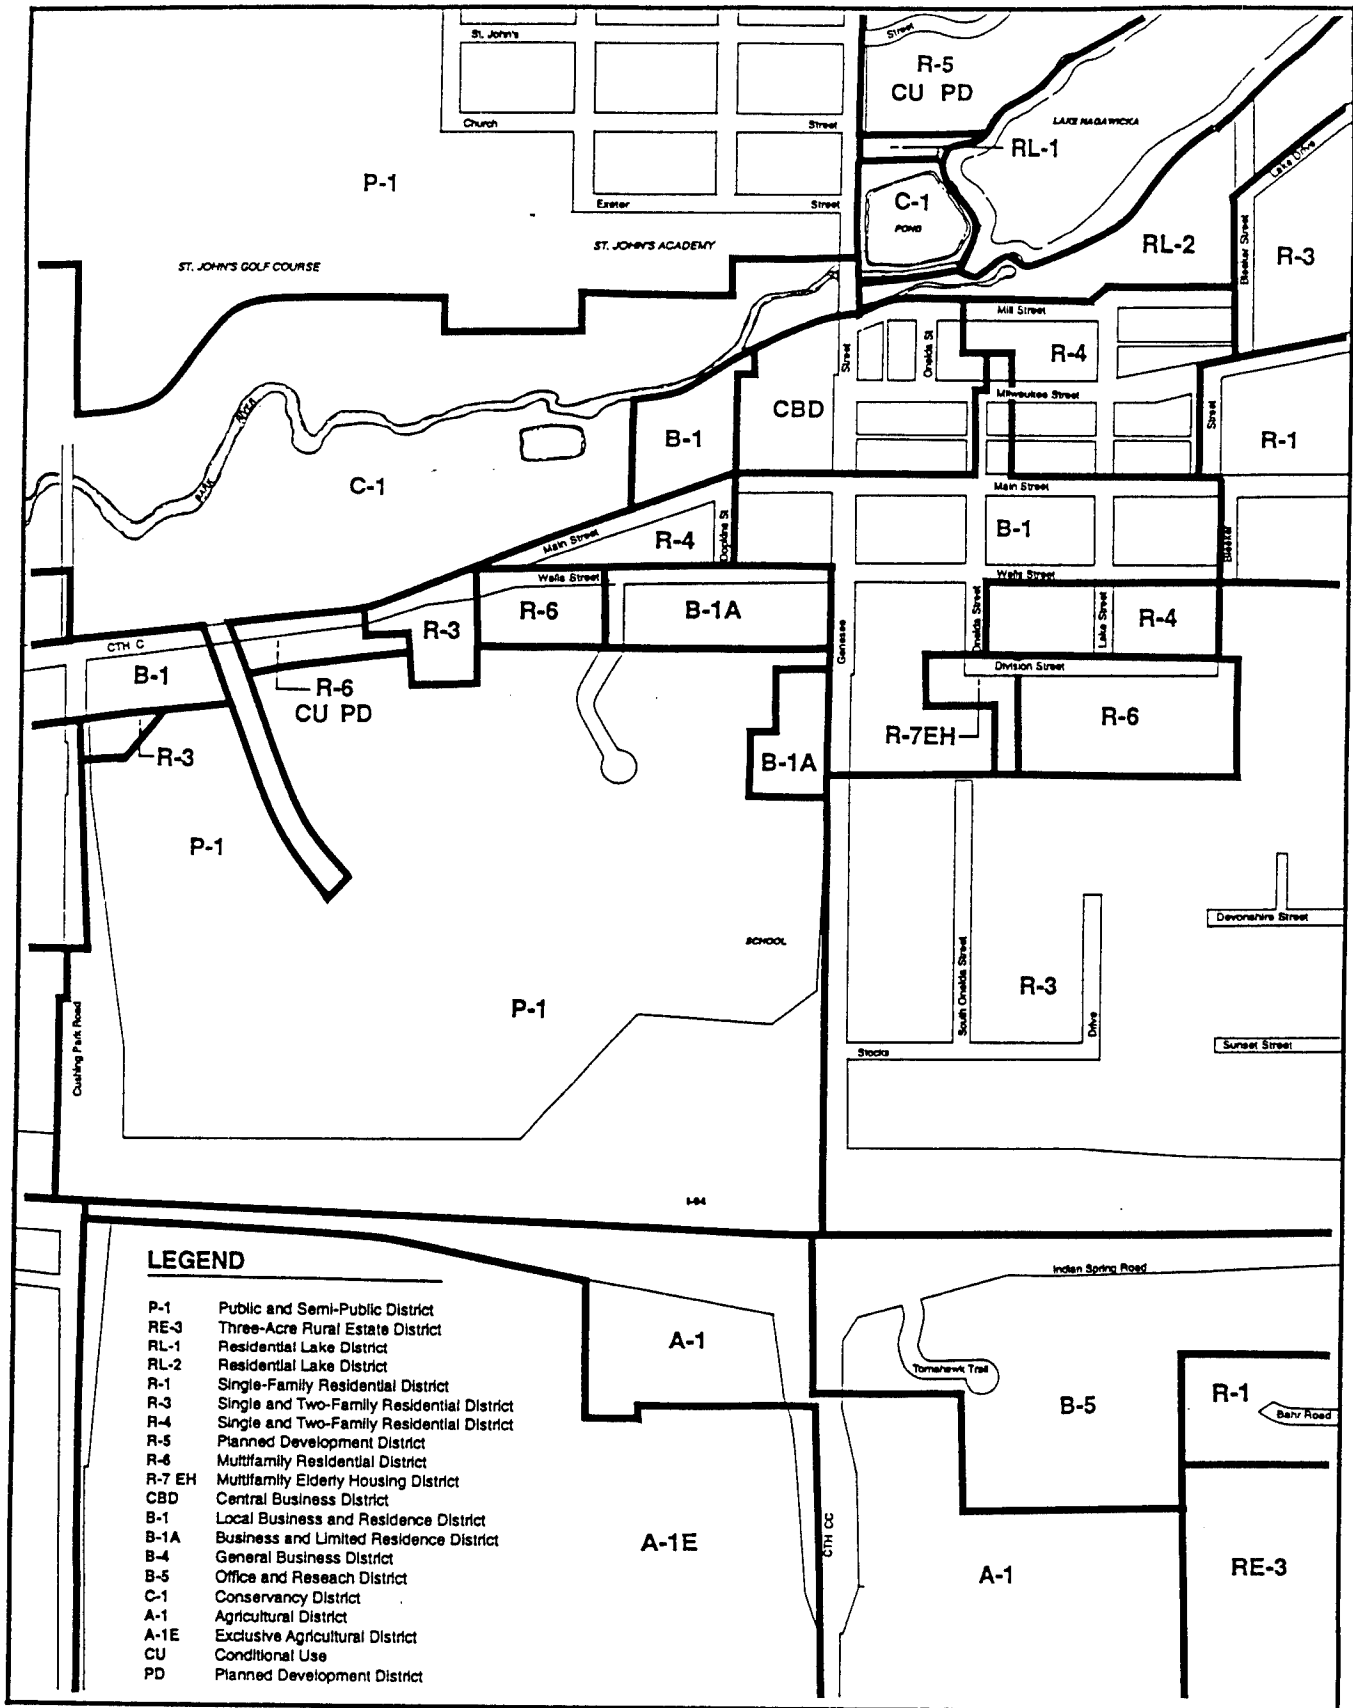 St. John's
Street
R-5
CU PD
LAKE NAGAWICKA
Church
Street
RL-1
Lake Drive
P-1
C-1
POND
Exeter
Street
ST. JOHN'S ACADEMY
RL-2
Bleeker Street
R-3
ST. JOHN'S GOLF COURSE
Mill Street
Street
Oneida St
R-4
Milwaukee Street
CBD
Street
BARK RIVER
B-1
R-1
C-1
Main Street
Main Street
R-4
Dopkins St
B-1
Bleeker
Wells Street
Wells Street
R-6
B-1A
Oneida Street
Lake Street
R-4
R-3
CTH C
Genesee
Division Street
B-1
R-6
CU PD
R-6
R-7EH
R-3
B-1A
P-1
Devonshire Street
SCHOOL
South Oneida Street
R-3
P-1
Drive
Cushing Park Road
Stocks
Sunset Street
I-94
LEGEND
P-1 Public and Semi-Public District
RE-3 Three-Acre Rural Estate District
RL-1 Residential Lake District
RL-2 Residential Lake District
R-1 Single-Family Residential District
R-3 Single and Two-Family Residential District
R-4 Single and Two-Family Residential District
R-5 Planned Development District
R-6 Multifamily Residential District
R-7 EH Multifamily Elderly Housing District
CBD Central Business District
B-1 Local Business and Residence District
B-1A Business and Limited Residence District
B-4 General Business District
B-5 Office and Reseach District
C-1 Conservancy District
A-1 Agricultural District
A-1E Exclusive Agricultural District
CU Conditional Use
PD Planned Development District
Indian Spring Road
A-1
Tomahawk Trail
B-5
R-1
Bahr Road
A-1E
CTH CC
A-1
RE-3